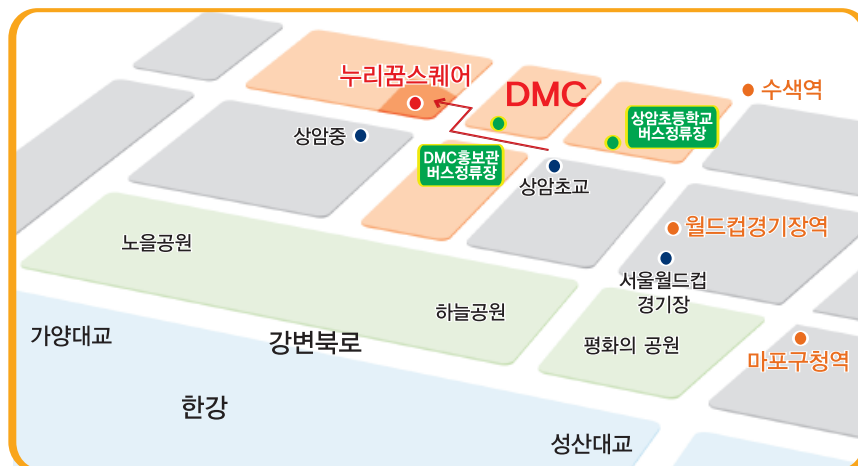 누리꿈스퀘어
DMC
수색역
상암초등학교
버스정류장
상암중
DMC홍보관
버스정류장
상암초교
월드컵경기장역
노을공원
서울월드컵
경기장
하늘공원
가양대교
강변북로
평화의 공원
마포구청역
한강
성산대교